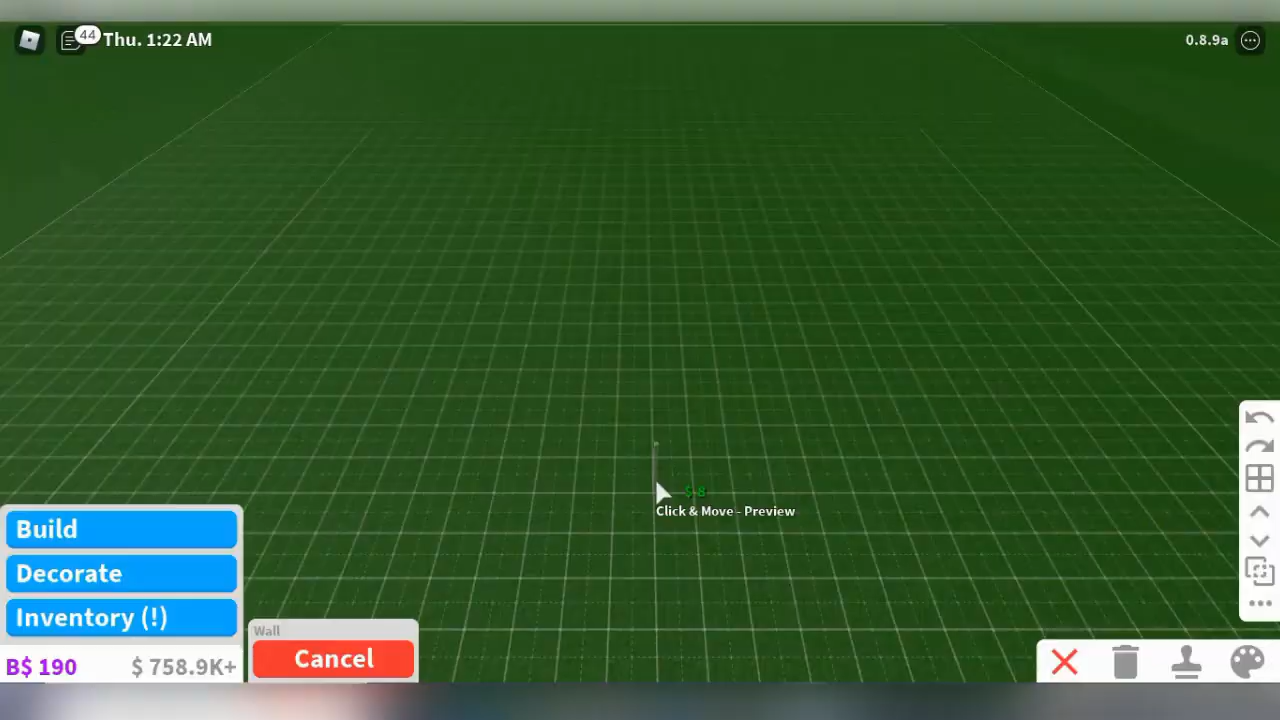 44
Thu. 1:22 AM
0.8.9a
$ 8
Click & Move - Preview
Build
Decorate
Inventory (!)
B$ 190
$ 758.9K+
Wall
Cancel